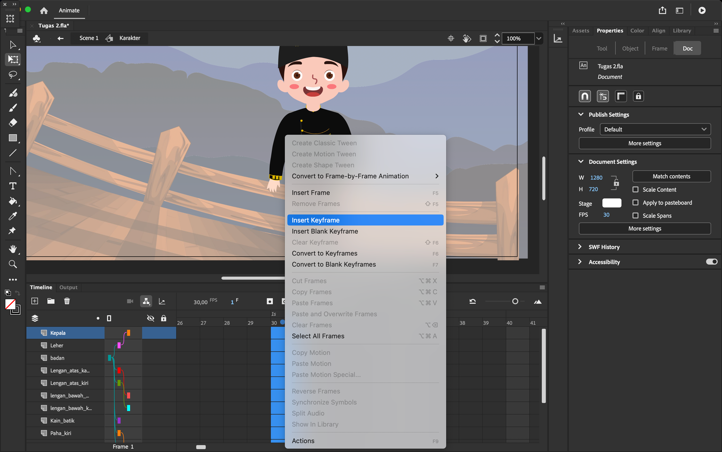 Animate
Tugas 2.fla*
Scene 1
Karakter
100%
Assets
Properties
Color
Align
Library
Tool
Object
Frame
Doc
An
Tugas 2.fla
Document
Publish Settings
Profile
Default
More settings
Document Settings
W 1280
Match contents
H 720
Scale Content
Stage
Apply to pasteboard
FPS 30
Scale Spans
More settings
SWF History
Accessibility
Create Classic Tween
Create Motion Tween
Create Shape Tween
Convert to Frame-by-Frame Animation
Insert Frame F5
Remove Frames F5
Insert Keyframe F6
Insert Blank Keyframe
Clear Keyframe F6
Convert to Keyframes F6
Convert to Blank Keyframes F7
Cut Frames ⌥⌘X
Copy Frames ⌥⌘C
Paste Frames ⌥⌘V
Paste and Overwrite Frames
Clear Frames
Select All Frames ⌥⌘A
Copy Motion
Paste Motion
Paste Motion Special...
Reverse Frames
Synchronize Symbols
Split Audio
Show in Library
Actions F9
Timeline
Output
30,00 FPS
1 F
1s
26 27 28 29 30 38 39 40 41
Kepala
Leher
badan
Lengan_atas_ka...
Lengan_atas_kiri
lengan_bawah_...
lengan_bawah_k...
Kain_batik
Paha_kiri
Frame 1